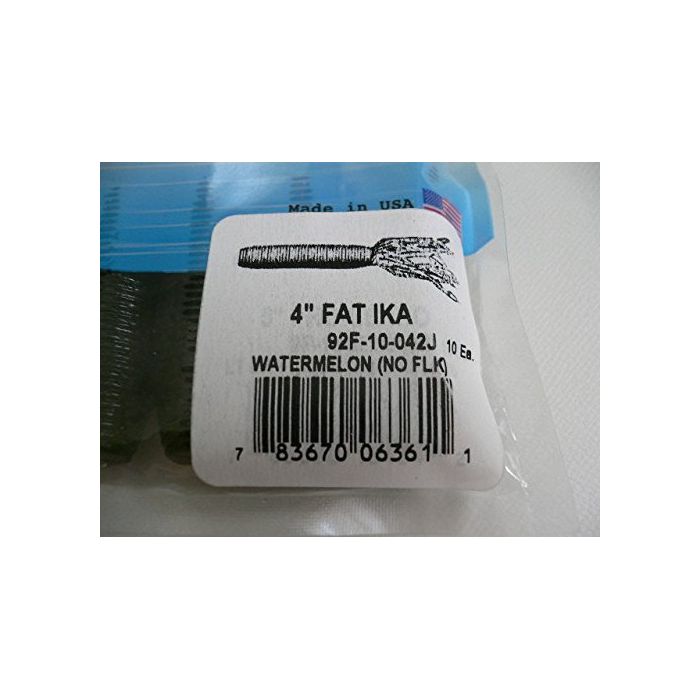 Made in USA
4" FAT IKA
92F-10-042J 10 Ea.
WATERMELON (NO FLK)
7 83670 06361 1